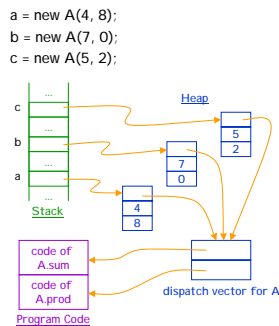 a = new A(4, 8);
b = new A(7, 0);
c = new A(5, 2);
...
c
...
b
...
a
...
Stack
Heap
5
2
7
0
4
8
code of
A.sum
code of
A.prod
Program Code
dispatch vector for A